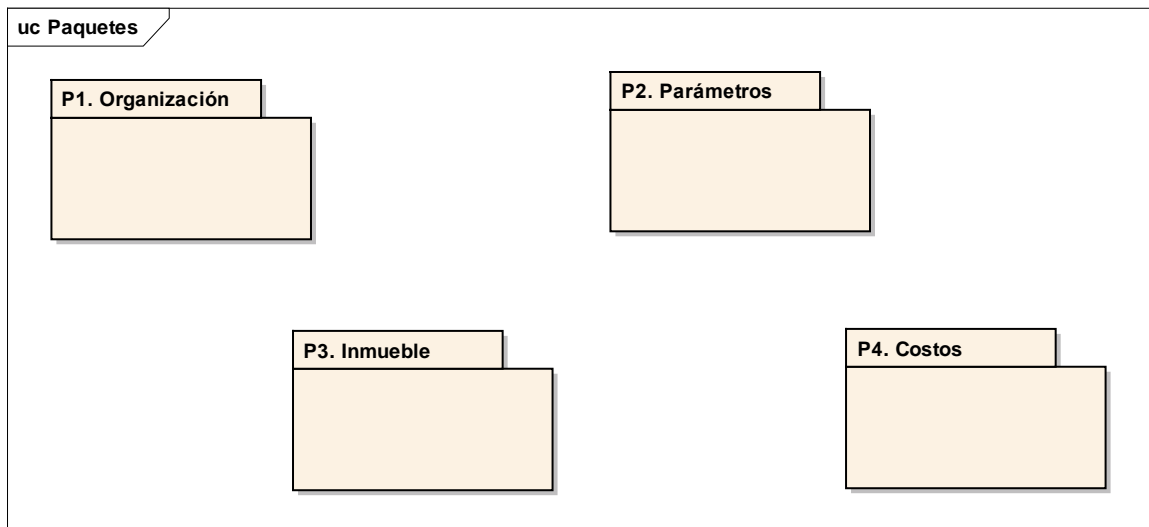 uc Paquetes
P1. Organización
P2. Parámetros
P3. Inmueble
P4. Costos